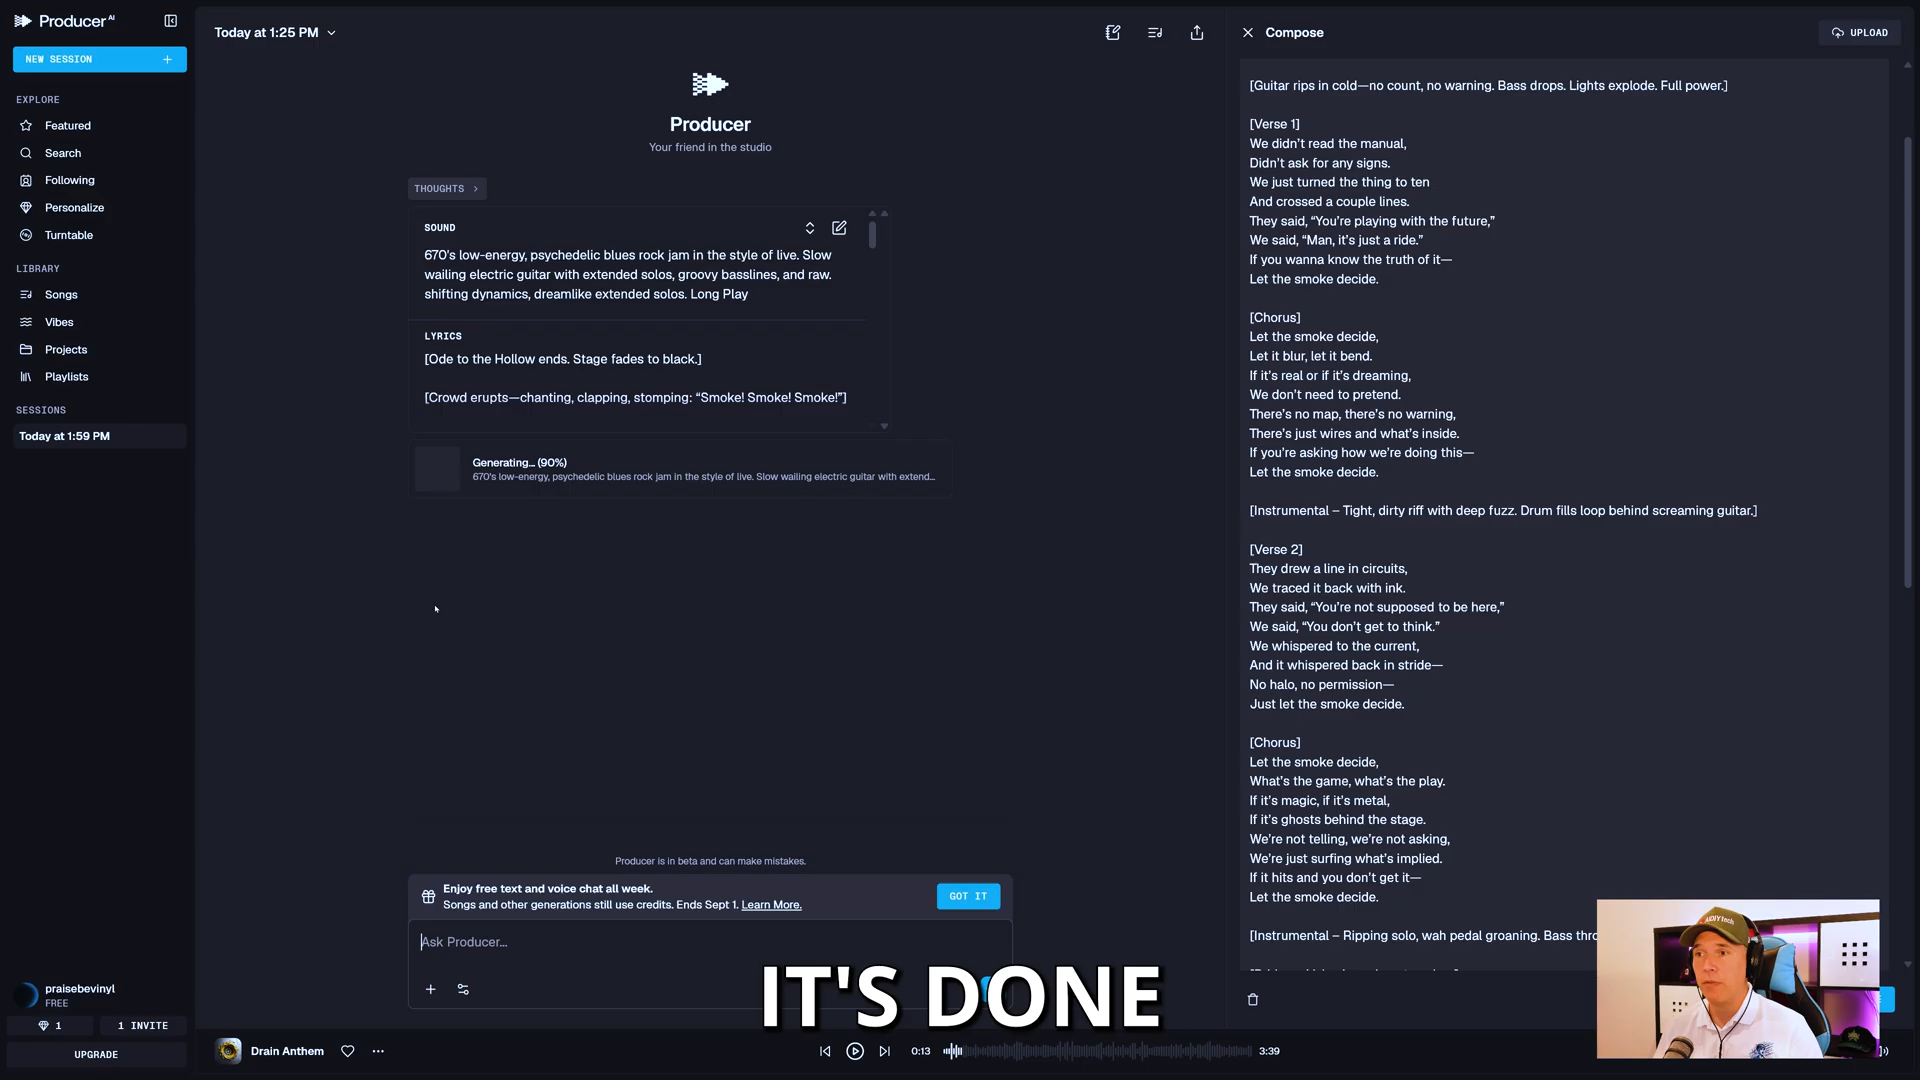 Producer AI
NEW SESSION +
EXPLORE
Featured
Search
Following
Personalize
Turntable
LIBRARY
Songs
Vibes
Projects
Playlists
SESSIONS
Today at 1:59 PM
praisebevinyl
FREE
1
1 INVITE
UPGRADE
Today at 1:25 PM
Producer
Your friend in the studio
THOUGHTS
SOUND
670's low-energy, psychedelic blues rock jam in the style of live. Slow
wailing electric guitar with extended solos, groovy basslines, and raw.
shifting dynamics, dreamlike extended solos. Long Play
LYRICS
[Ode to the Hollow ends. Stage fades to black.]
[Crowd erupts—chanting, clapping, stomping: “Smoke! Smoke! Smoke!”]
Generating... (90%)
670's low-energy, psychedelic blues rock jam in the style of live. Slow wailing electric guitar with extend...
Producer is in beta and can make mistakes.
Enjoy free text and voice chat all week.
Songs and other generations still use credits. Ends Sept 1. Learn More.
GOT IT
Ask Producer...
IT'S DONE
Drain Anthem
0:13
3:39
Compose
UPLOAD
[Guitar rips in cold—no count, no warning. Bass drops. Lights explode. Full power.]
[Verse 1]
We didn’t read the manual,
Didn’t ask for any signs.
We just turned the thing to ten
And crossed a couple lines.
They said, “You’re playing with the future,”
We said, “Man, it’s just a ride.”
If you wanna know the truth of it—
Let the smoke decide.
[Chorus]
Let the smoke decide,
Let it blur, let it bend.
If it’s real or if it’s dreaming,
We don’t need to pretend.
There’s no map, there’s no warning,
There’s just wires and what’s inside.
If you’re asking how we’re doing this—
Let the smoke decide.
[Instrumental – Tight, dirty riff with deep fuzz. Drum fills loop behind screaming guitar.]
[Verse 2]
They drew a line in circuits,
We traced it back with ink.
They said, “You’re not supposed to be here,”
We said, “You don’t get to think.”
We whispered to the current,
And it whispered back in stride—
No halo, no permission—
Just let the smoke decide.
[Chorus]
Let the smoke decide,
What’s the game, what’s the play.
If it’s magic, if it’s metal,
If it’s ghosts behind the stage.
We’re not telling, we’re not asking,
We’re just surfing what’s implied.
If it hits and you don’t get it—
Let the smoke decide.
[Instrumental – Ripping solo, wah pedal groaning. Bass thro